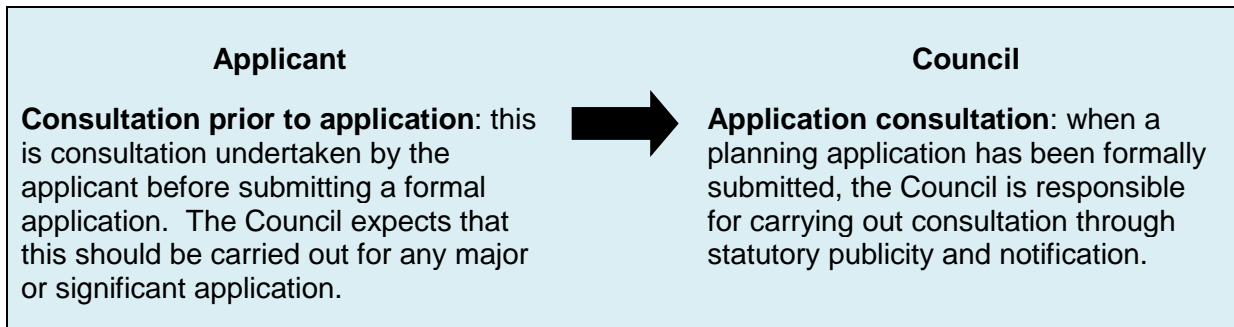 Applicant
Consultation prior to application: this
is consultation undertaken by the
applicant before submitting a formal
application.  The Council expects that
this should be carried out for any major
or significant application.
Council
Application consultation: when a
planning application has been formally
submitted, the Council is responsible
for carrying out consultation through
statutory publicity and notification.